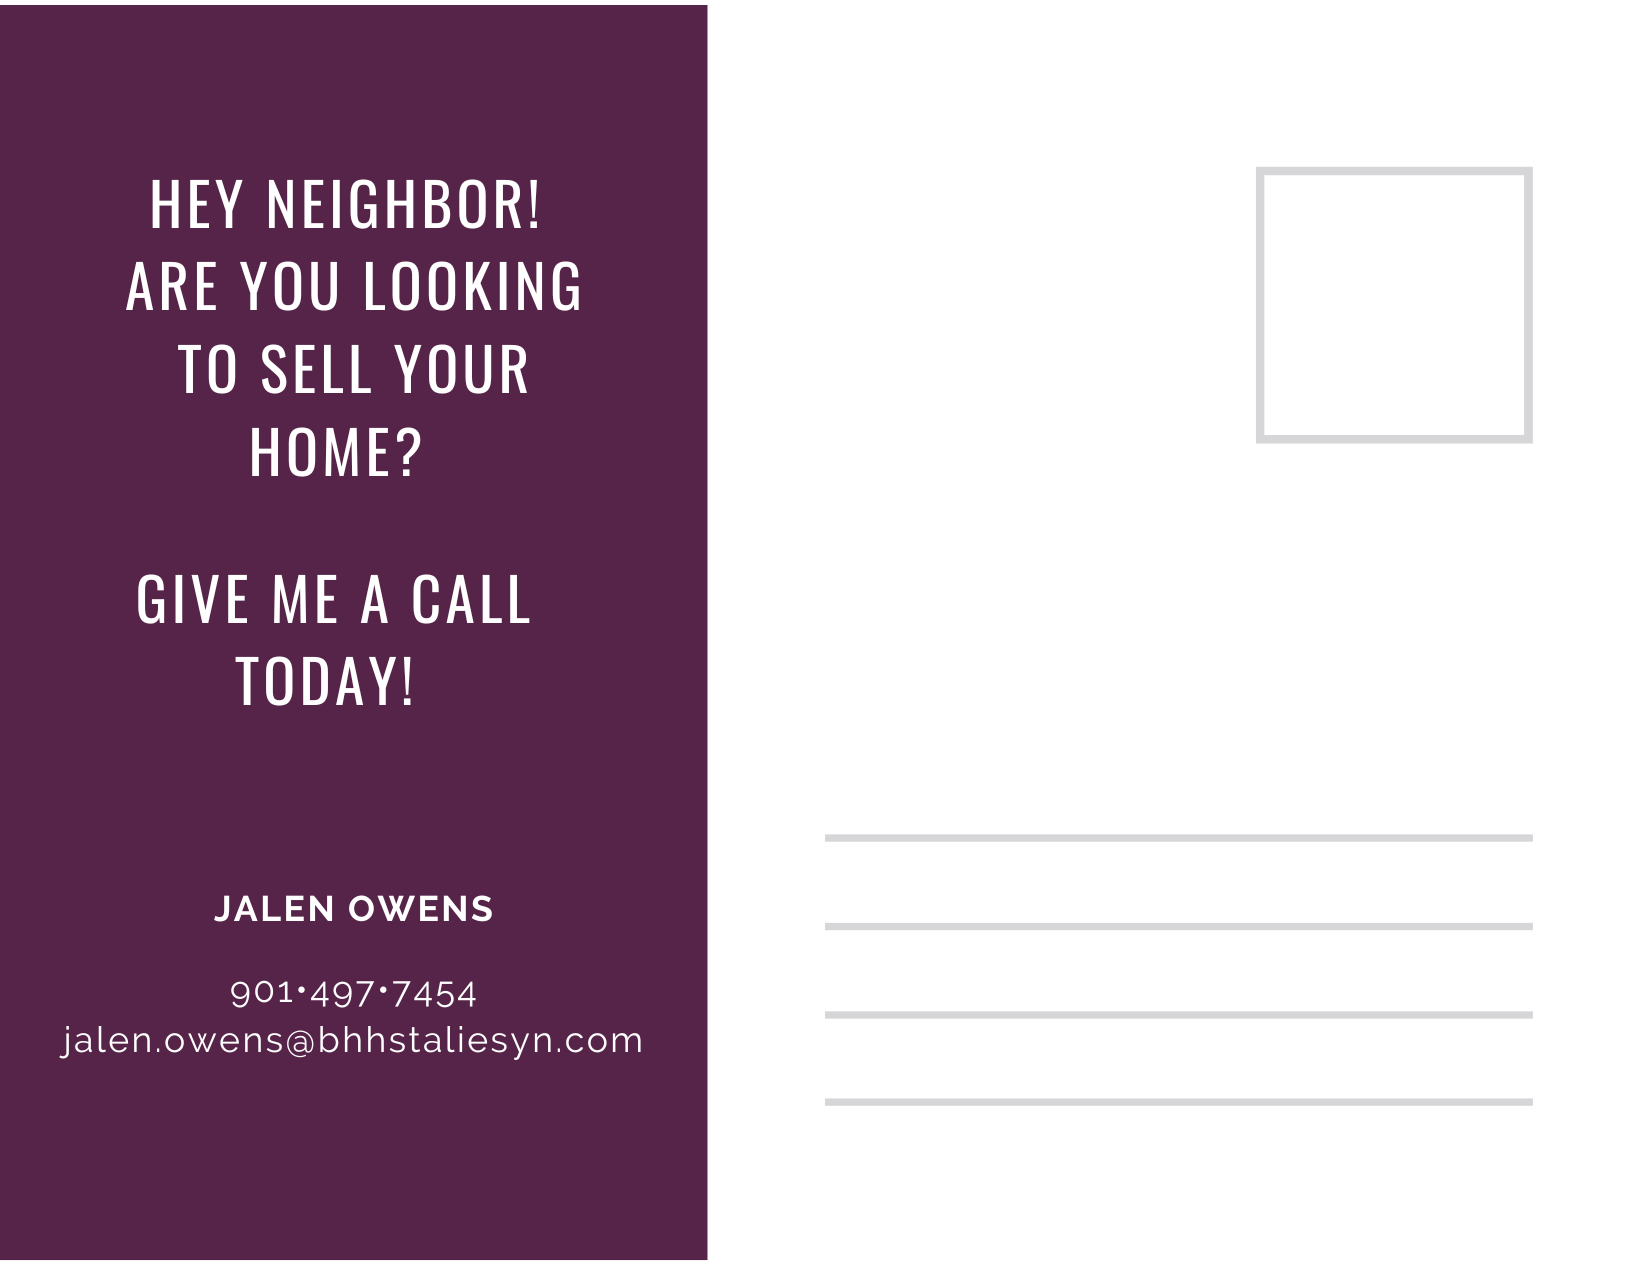 HEY NEIGHBOR!
ARE YOU LOOKING
TO SELL YOUR
HOME?
GIVE ME A CALL
TODAY!
JALEN OWENS
901•497•7454
jalen.owens@bhhstaliesyn.com